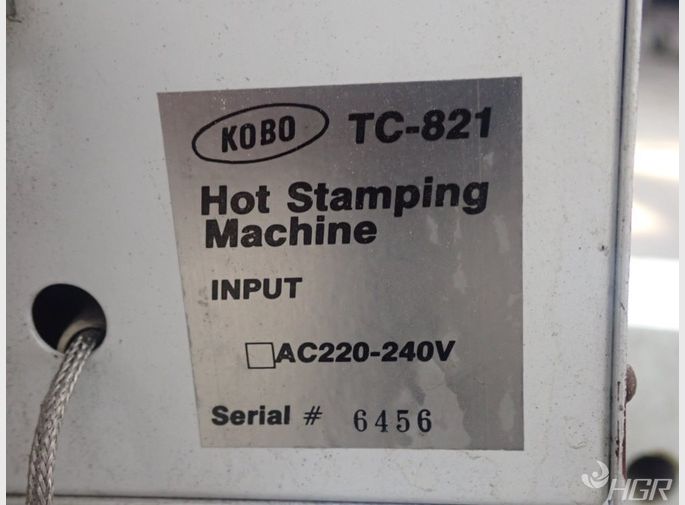 KOBO TC-821
Hot Stamping
Machine
INPUT
☐AC220-240V
Serial # 6456
HGR